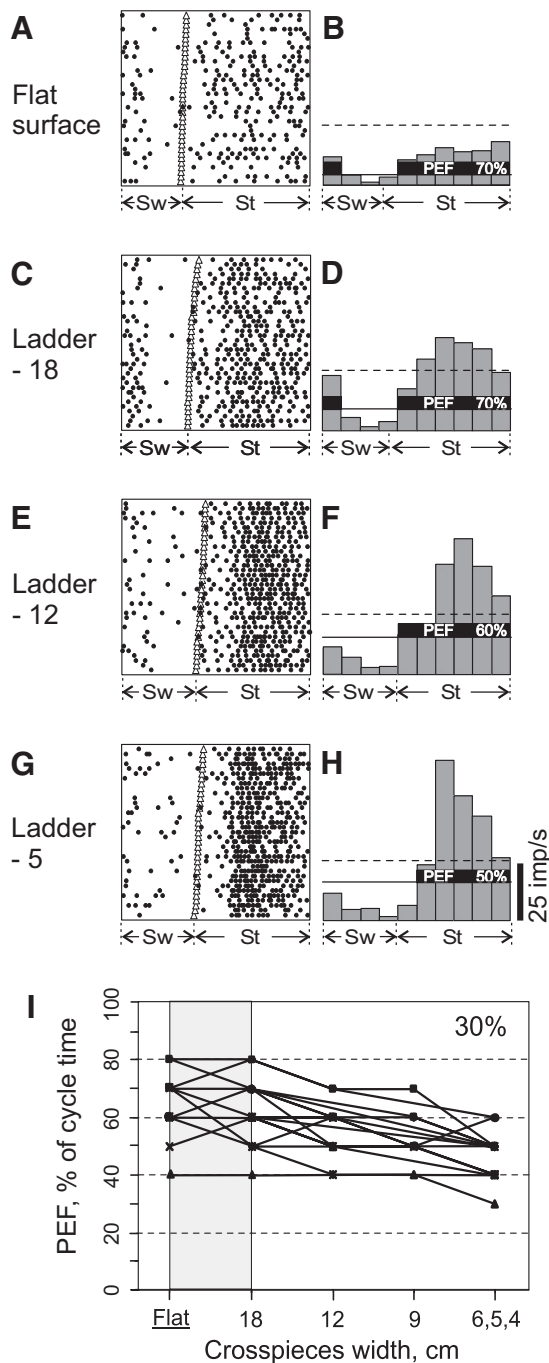 A
B
Flat
surface
PEF 70%
Sw St
Sw St
C
D
Ladder
- 18
PEF 70%
Sw St
Sw St
E
F
Ladder
- 12
PEF 60%
Sw St
Sw St
G
H
Ladder
- 5
PEF 50%
25 imp/s
Sw St
Sw St
I
30%
PEF, % of cycle time
100
80
60
40
20
0
Flat 18 12 9 6,5,4
Crosspieces width, cm